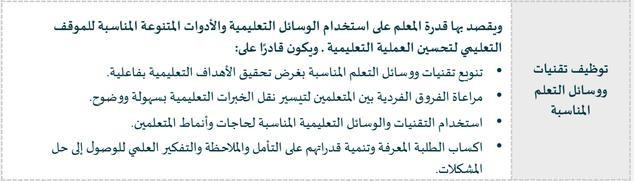 توظيف تقنيات
ووسائل التعلم
المناسبة
ويقصد بها قدرة المعلم على استخدام الوسائل التعليمية والأدوات المتنوعة المناسبة للموقف
التعليمي لتحسين العملية التعليمية . ويكون قادرًا على:
• تنويع تقنيات ووسائل التعلم المناسبة بغرض تحقيق الأهداف التعليمية بفاعلية.
• مراعاة الفروق الفردية بين المتعلمين لتيسير نقل الخبرات التعليمية بسهولة ووضوح.
• استخدام التقنيات والوسائل التعليمية المناسبة لحاجات وأنماط المتعلمين.
• اكساب الطلبة المعرفة وتنمية قدراتهم على التأمل والملاحظة والتفكير العلمي للوصول إلى حل
المشكلات.